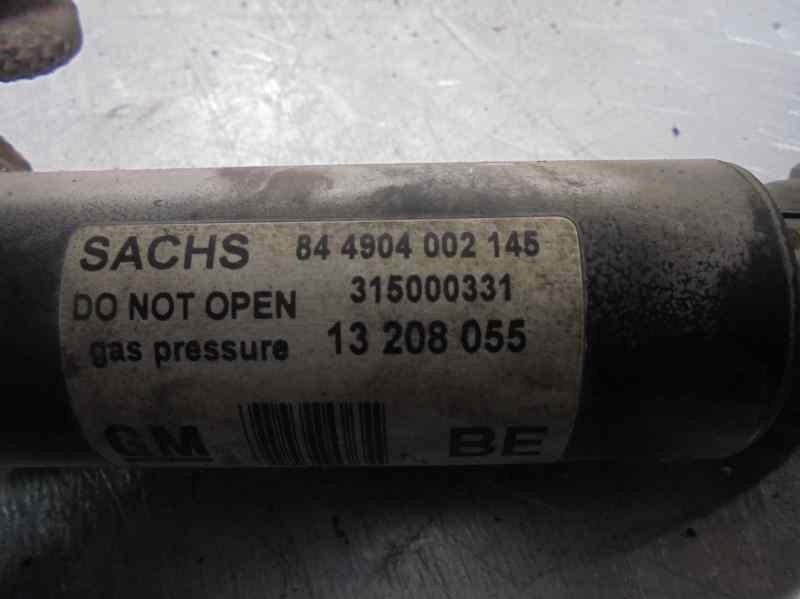 SACHS 84 4904 002 145
DO NOT OPEN 315000331
gas pressure 13 208 055
GM BE